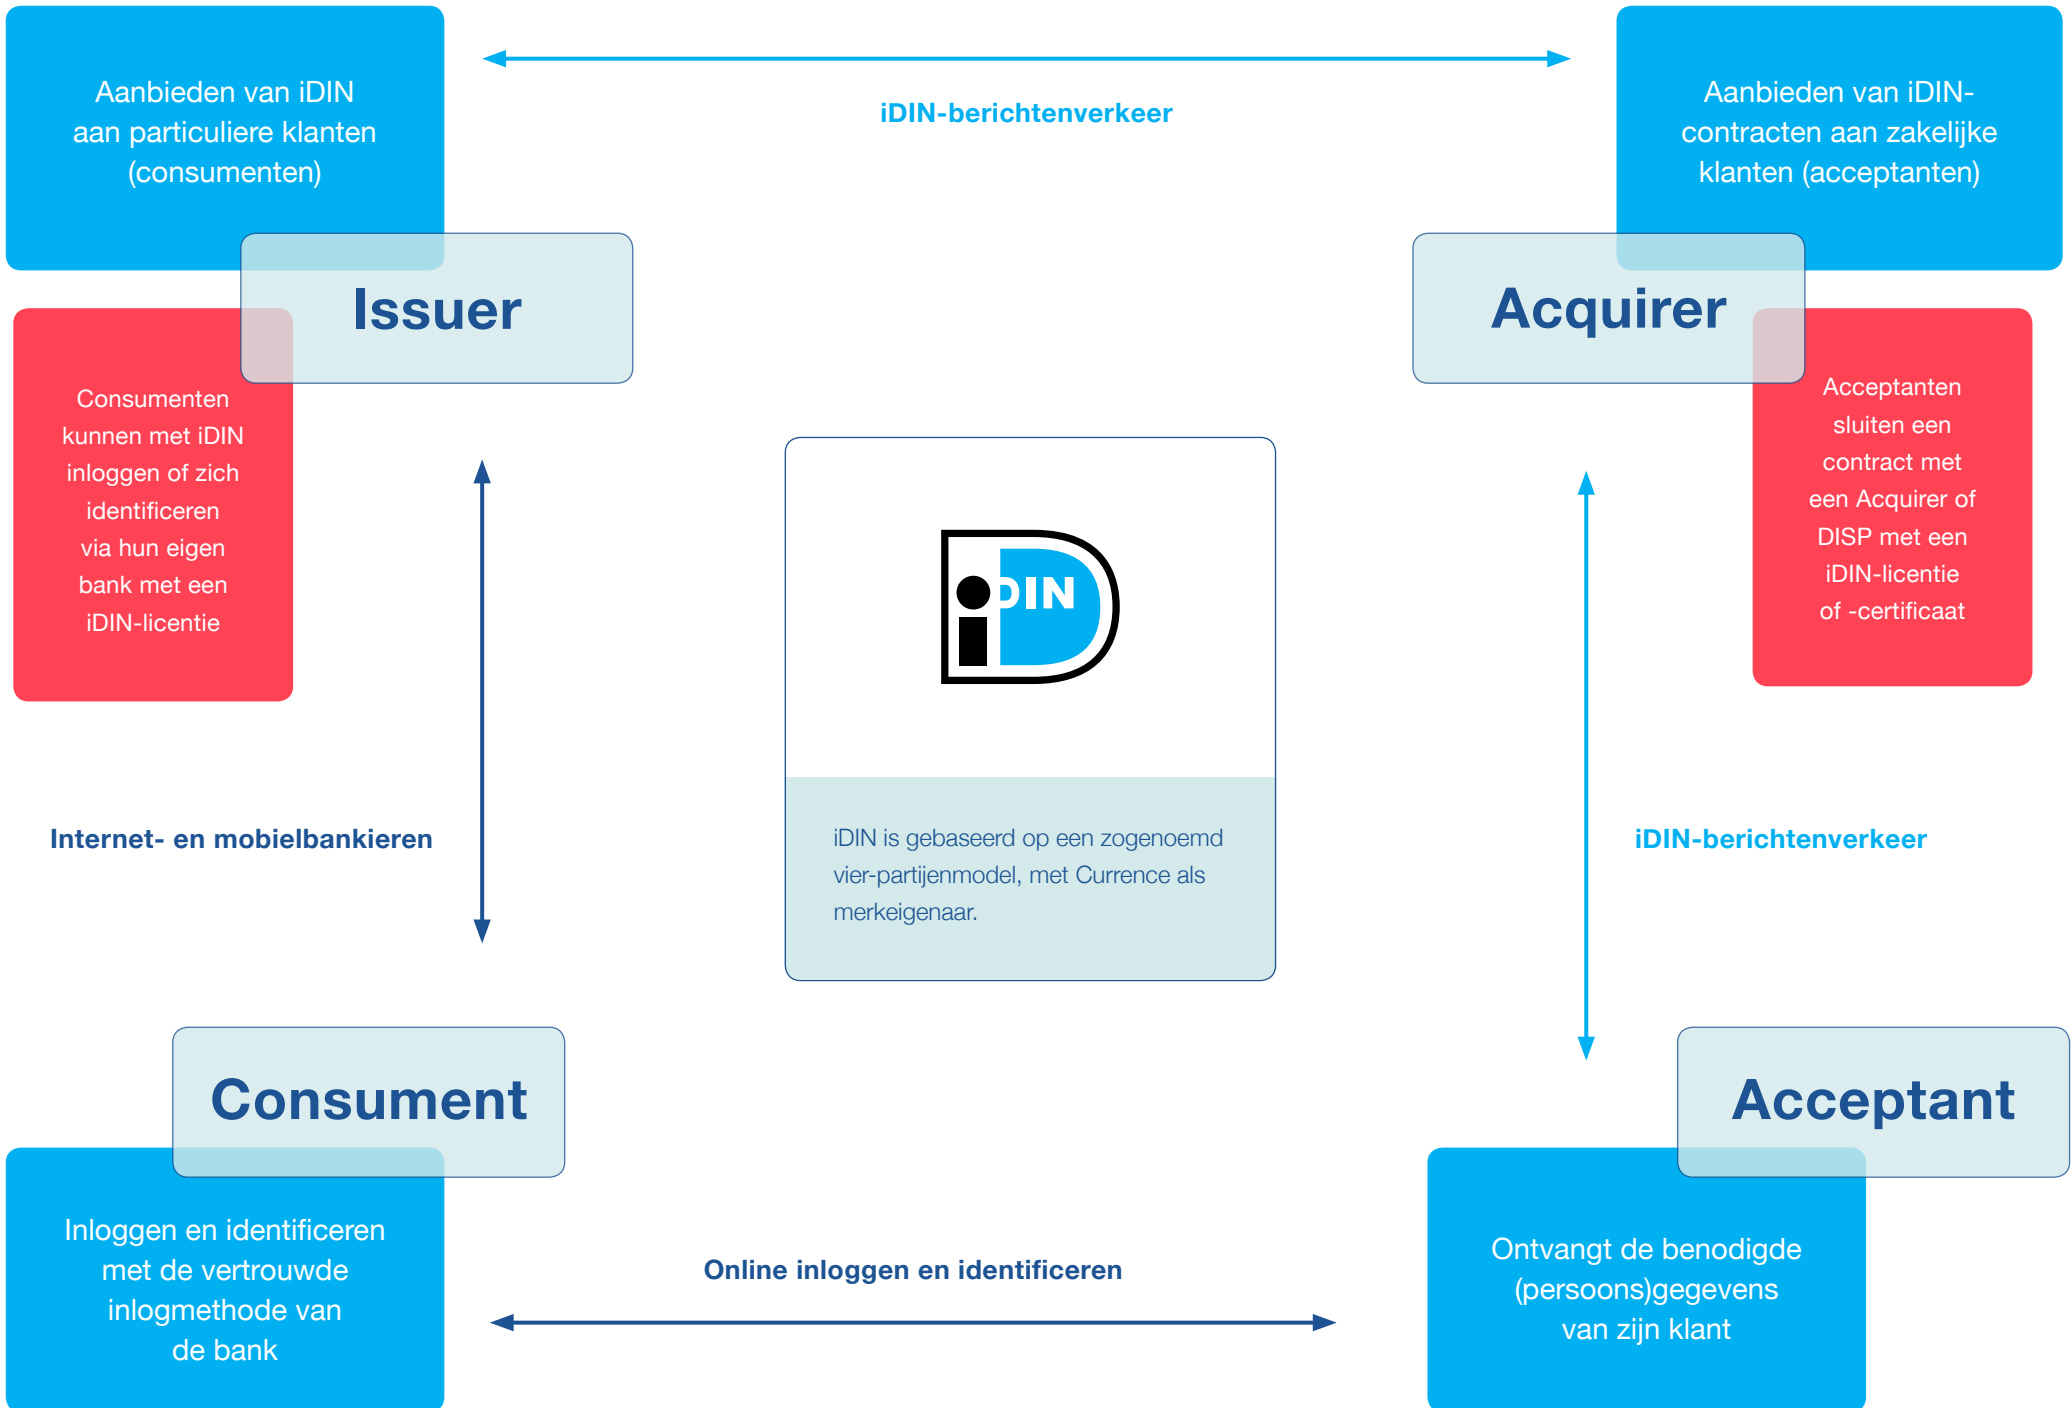 Aanbieden van iDIN
aan particuliere klanten
(consumenten)
iDIN-berichtenverkeer
Aanbieden van iDIN-
contracten aan zakelijke
klanten (acceptanten)
Issuer
Acquirer
Consumenten
kunnen met iDIN
inloggen of zich
identificeren
via hun eigen
bank met een
iDIN-licentie
Acceptanten
sluiten een
contract met
een Acquirer of
DISP met een
iDIN-licentie
of -certificaat
iDIN
Internet- en mobielbankieren
iDIN is gebaseerd op een zogenoemd
vier-partijenmodel, met Currence als
merkeigenaar.
iDIN-berichtenverkeer
Consument
Acceptant
Inloggen en identificeren
met de vertrouwde
inlogmethode van
de bank
Online inloggen en identificeren
Ontvangt de benodigde
(persoons)gegevens
van zijn klant